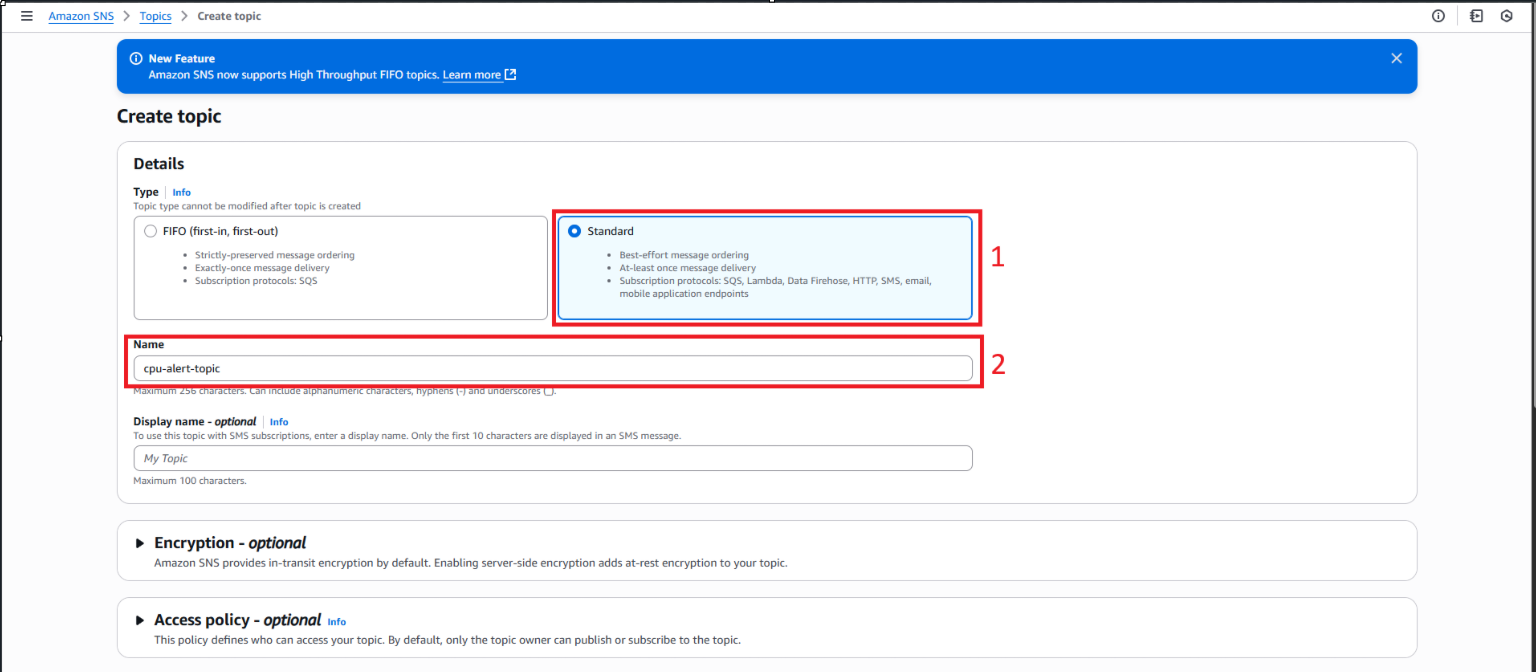 Amazon SNS > Topics > Create topic
New Feature
Amazon SNS now supports High Throughput FIFO topics. Learn more
Create topic
Details
Type | Info
Topic type cannot be modified after topic is created
FIFO (first-in, first-out)
• Strictly-preserved message ordering
• Exactly-once message delivery
• Subscription protocols: SQS
Standard
• Best-effort message ordering
• At-least once message delivery
• Subscription protocols: SQS, Lambda, Data Firehose, HTTP, SMS, email,
mobile application endpoints
1
Name
cpu-alert-topic
2
Maximum 256 characters. Can include alphanumeric characters, hyphens (-) and underscores (_).
Display name - optional | Info
To use this topic with SMS subscriptions, enter a display name. Only the first 10 characters are displayed in an SMS message.
My Topic
Maximum 100 characters.
Encryption - optional
Amazon SNS provides in-transit encryption by default. Enabling server-side encryption adds at-rest encryption to your topic.
Access policy - optional Info
This policy defines who can access your topic. By default, only the topic owner can publish or subscribe to the topic.